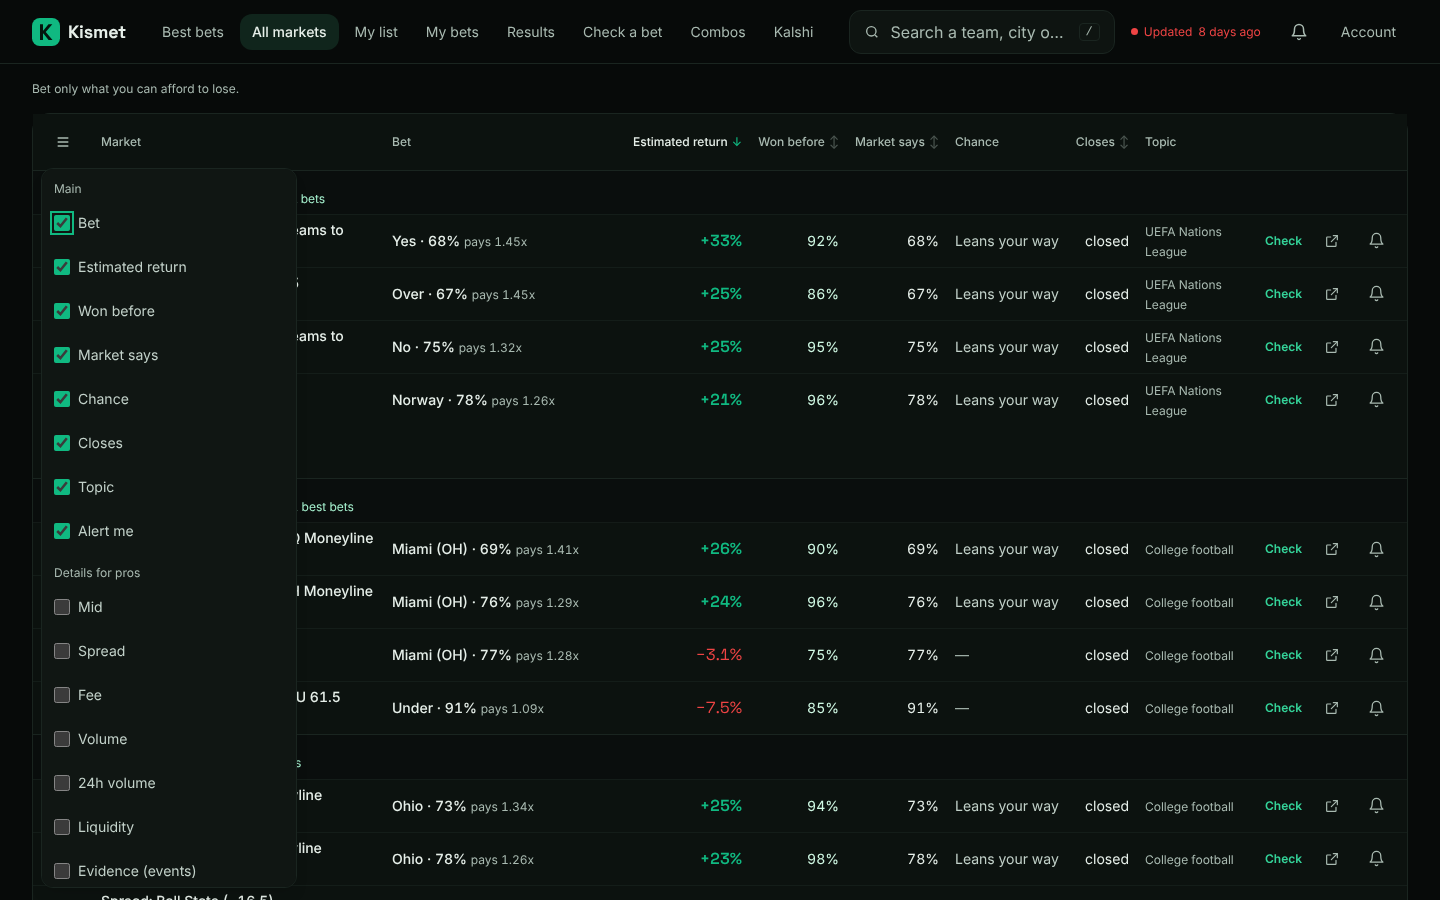 Kismet
Best bets
All markets
My list
My bets
Results
Check a bet
Combos
Kalshi
Search a team, city o...
/
Updated 8 days ago
Account
Bet only what you can afford to lose.
Market
Bet
Estimated return ↓
Won before
Market says
Chance
Closes
Topic
Main
Bet
Estimated return
Won before
Market says
Chance
Closes
Topic
Alert me
Details for pros
Mid
Spread
Fee
Volume
24h volume
Liquidity
Evidence (events)
bets
to
Yes · 68% pays 1.45x +33% 92% 68% Leans your way closed UEFA Nations League Check
Over · 67% pays 1.45x +25% 86% 67% Leans your way closed UEFA Nations League Check
to
No · 75% pays 1.32x +25% 95% 75% Leans your way closed UEFA Nations League Check
Norway · 78% pays 1.26x +21% 96% 78% Leans your way closed UEFA Nations League Check
best bets
Moneyline
Miami (OH) · 69% pays 1.41x +26% 90% 69% Leans your way closed College football Check
Moneyline
Miami (OH) · 76% pays 1.29x +24% 96% 76% Leans your way closed College football Check
Miami (OH) · 77% pays 1.28x −3.1% 75% 77% — closed College football Check
U 61.5
Under · 91% pays 1.09x −7.5% 85% 91% — closed College football Check
Ohio · 73% pays 1.34x +25% 94% 73% Leans your way closed College football Check
Ohio · 78% pays 1.26x +23% 98% 78% Leans your way closed College football Check